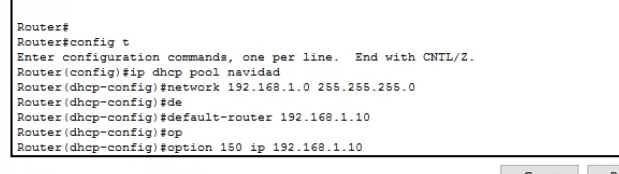 Router#
Router#config t
Enter configuration commands, one per line.  End with CNTL/Z.
Router(config)#ip dhcp pool navidad
Router(dhcp-config)#network 192.168.1.0 255.255.255.0
Router(dhcp-config)#de
Router(dhcp-config)#default-router 192.168.1.10
Router(dhcp-config)#op
Router(dhcp-config)#option 150 ip 192.168.1.10